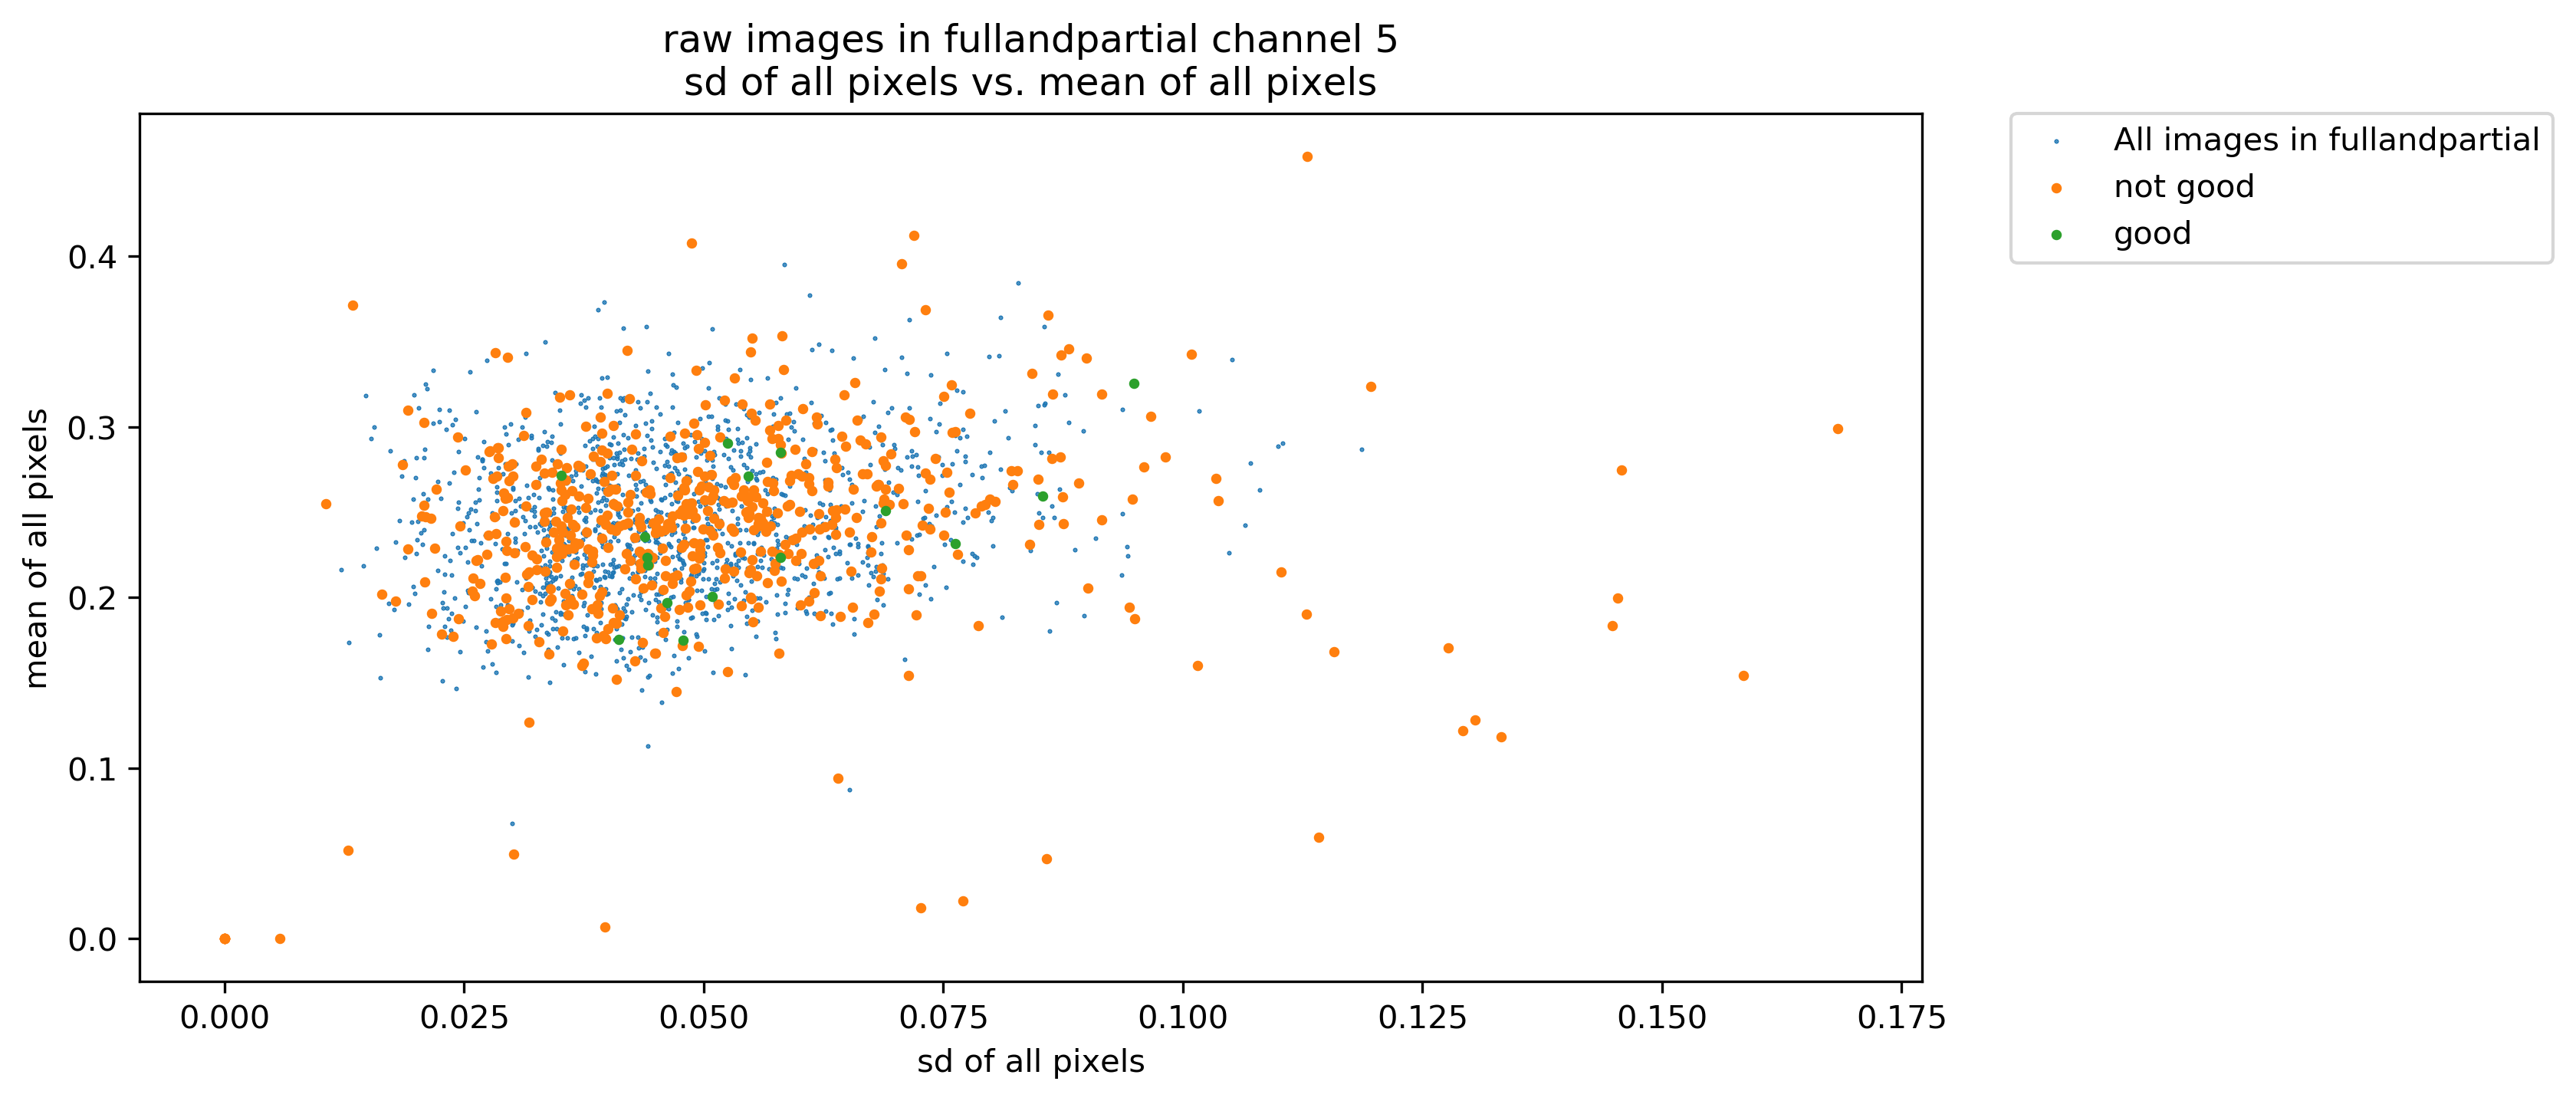 raw images in fullandpartial channel 5
sd of all pixels vs. mean of all pixels
All images in fullandpartial
not good
good
mean of all pixels
0.4
0.3
0.2
0.1
0.0
0.000 0.025 0.050 0.075 0.100 0.125 0.150 0.175
sd of all pixels